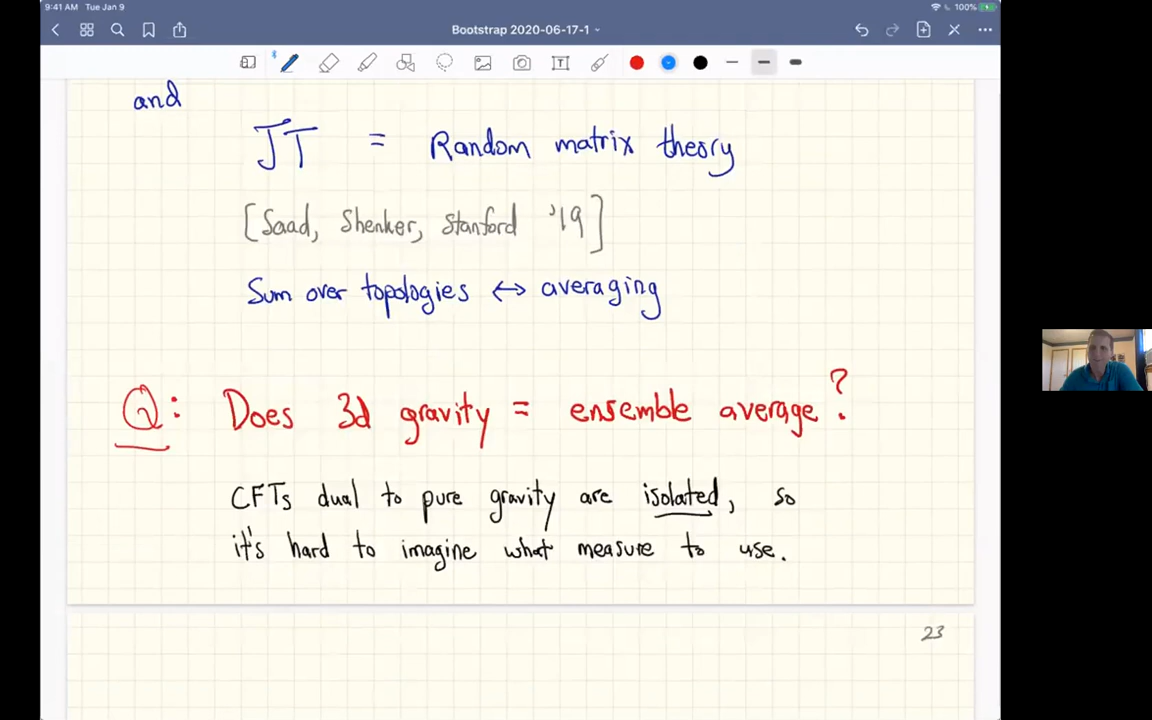 9:41 AM Tue Jan 9
100%
Bootstrap 2020-06-17-1
and
JT = Random matrix theory
[Saad, Shenker, Stanford '19]
Sum over topologies ↔ averaging
Q: Does 3d gravity = ensemble average?
CFTs dual to pure gravity are isolated, so
it's hard to imagine what measure to use.
23